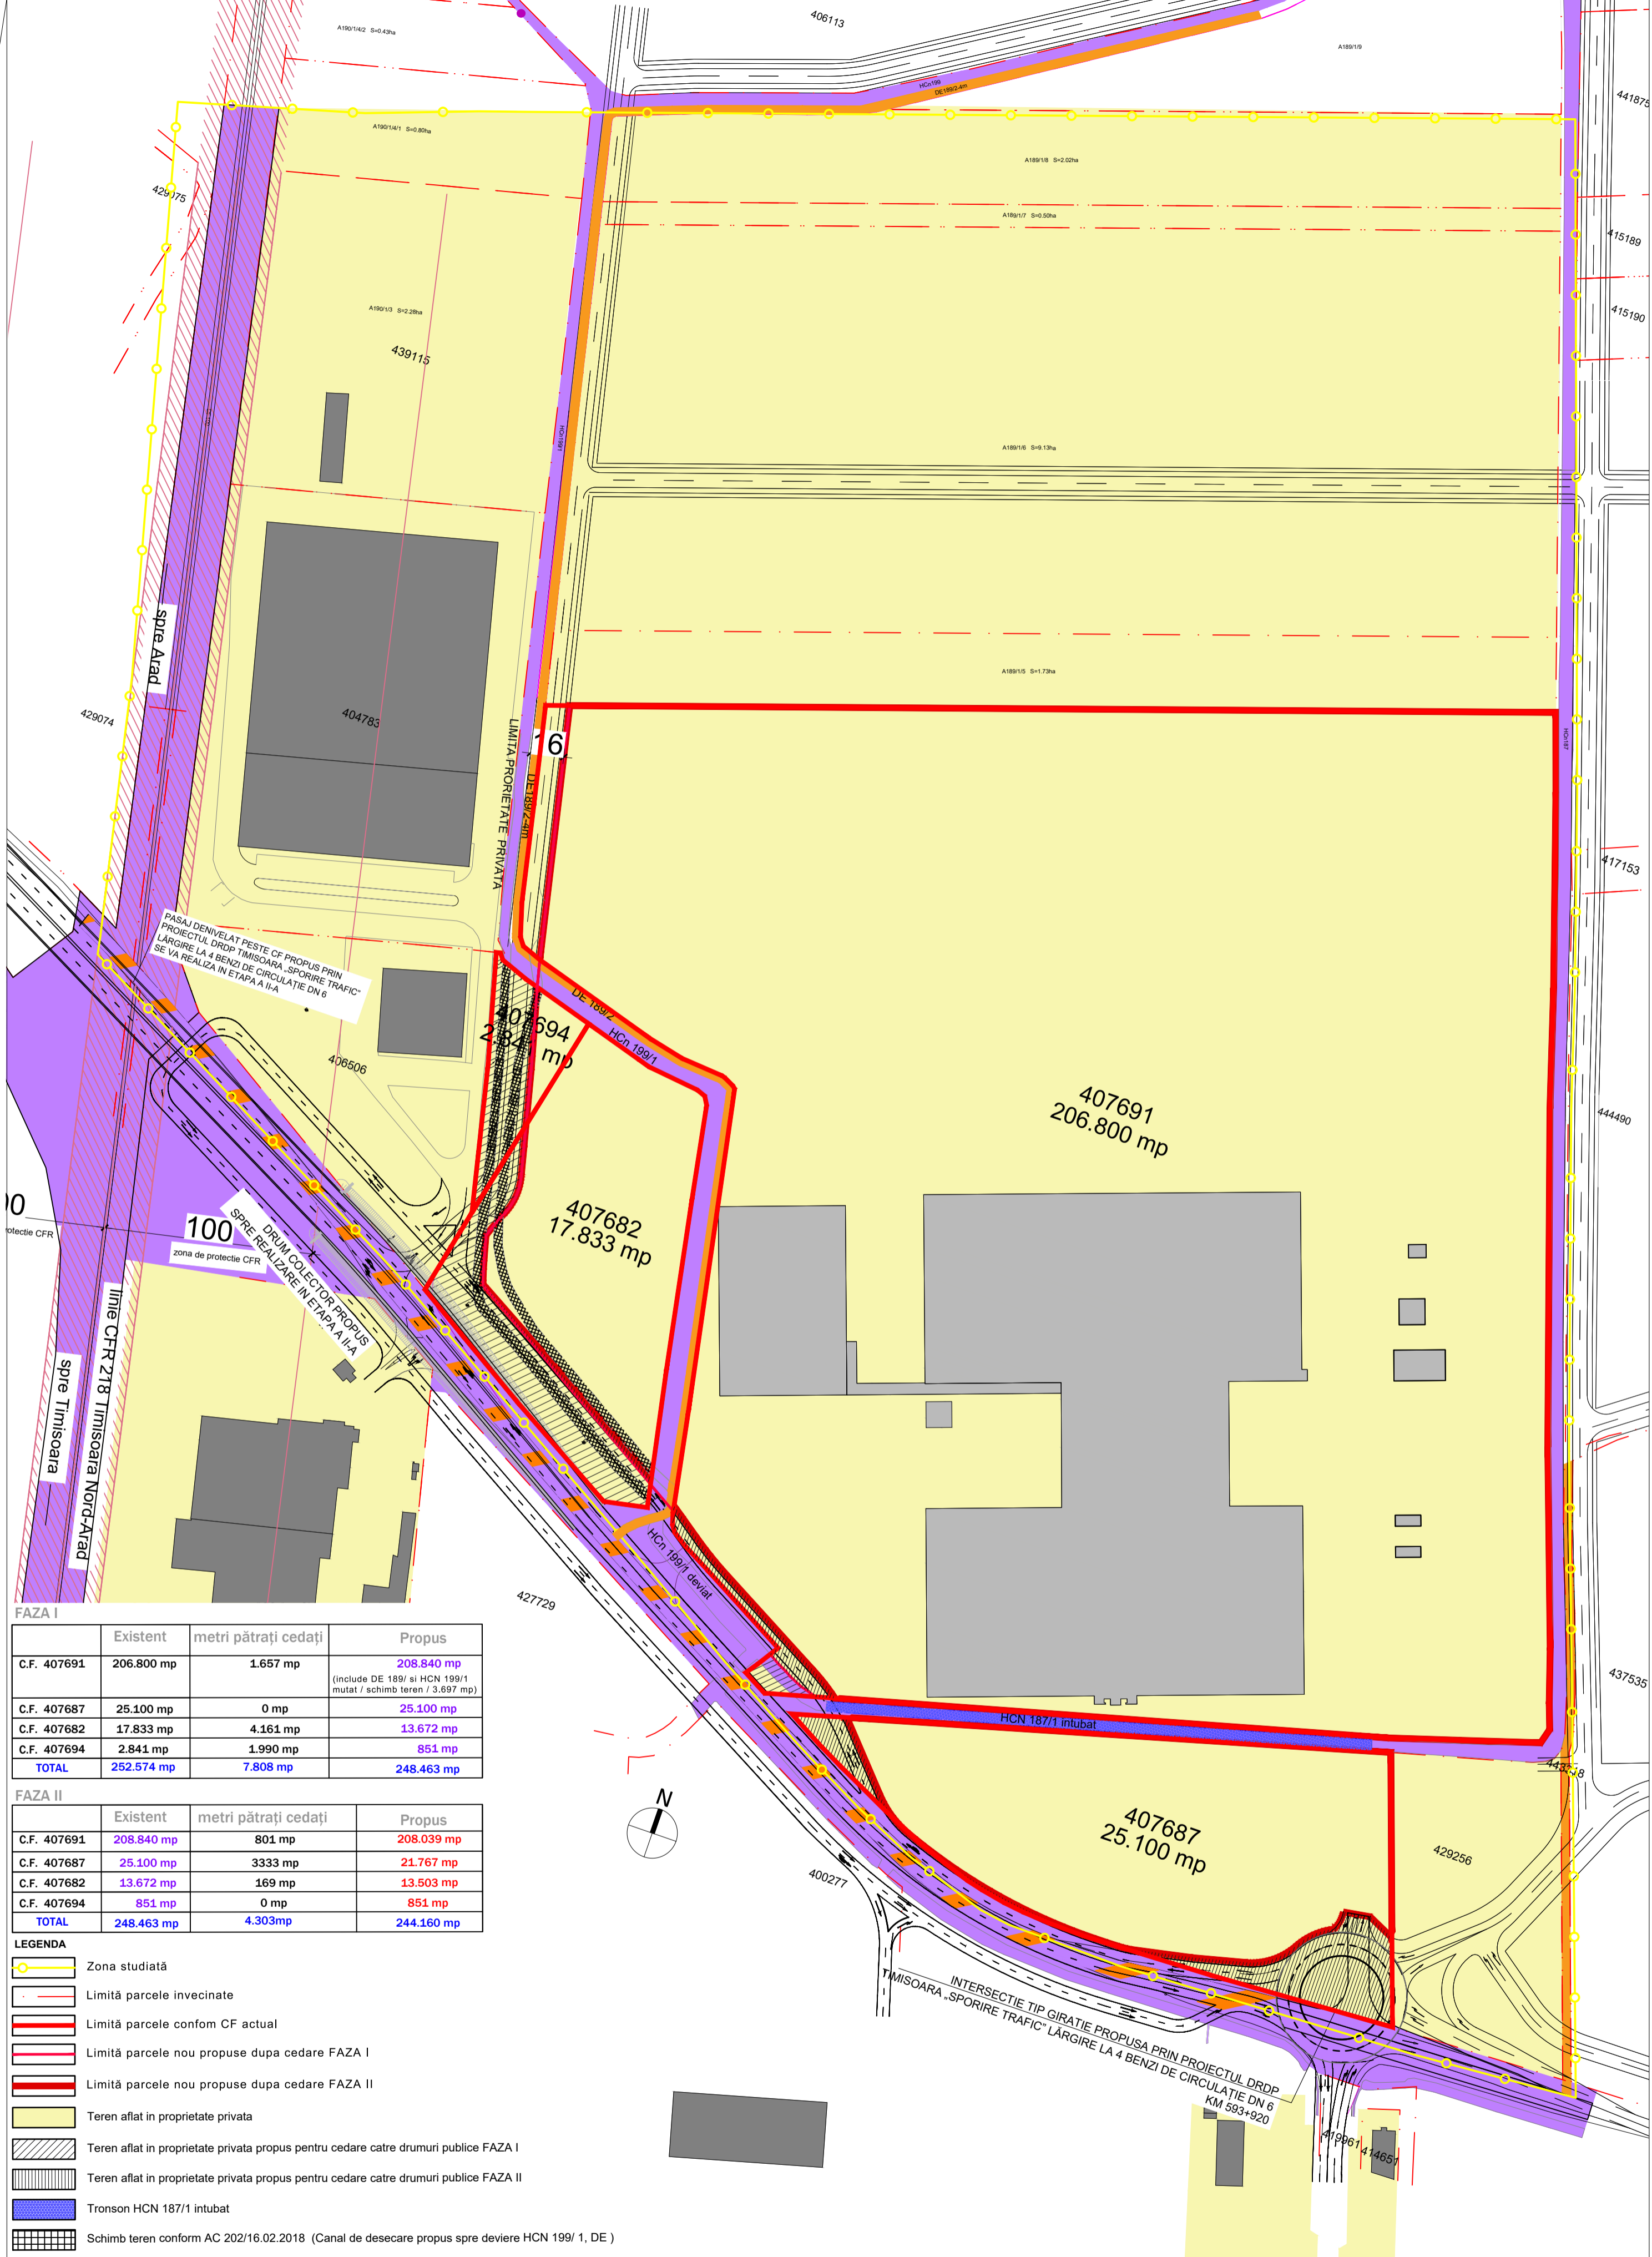 406113
A190/1/4/2 S=0.43ha
A189/1/9
HCn199
DE189/2-4m
441875
A190/1/4/1 S=0.80ha
A189/1/8 S=2.02ha
A189/1/7 S=0.50ha
415189
A190/1/3 S=2.28ha
415190
439115
HCn199/1
A189/1/6 S=9.13ha
spre Arad
A189/1/5 S=1.73ha
429074
404783
16
LIMITA PRORIETATE PRIVATA
DE189/2-4m
HCn187
417153
PASAJ DENIVELAT PESTE CF PROPUS PRIN
PROIECTUL DRDP TIMISOARA „SPORIRE TRAFIC"
LĂRGIRE LA 4 BENZI DE CIRCULAȚIE DN 6
SE VA REALIZA IN ETAPA A II-A
DE 189/2
HCn 199/1
407694
2.841 mp
406506
407691
206.800 mp
444490
407682
17.833 mp
100
zona de protectie CFR
otectie CFR
DRUM COLECTOR PROPUS
SPRE REALIZARE IN ETAPA A II-A
linie CFR 218 Timisoara Nord-Arad
spre Timisoara
HCn 199/1 deviat
427729
437535
HCN 187/1 intubat
N
407687
25.100 mp
429256
400277
INTERSECTIE TIP GIRATIE PROPUSA PRIN PROIECTUL DRDP
TIMISOARA „SPORIRE TRAFIC" LĂRGIRE LA 4 BENZI DE CIRCULAȚIE DN 6
KM 593+920
419961
414651
FAZA I
Existent metri pătrați cedați Propus
C.F. 407691 206.800 mp 1.657 mp 208.840 mp
(include DE 189/ si HCN 199/1
mutat / schimb teren / 3.697 mp)
C.F. 407687 25.100 mp 0 mp 25.100 mp
C.F. 407682 17.833 mp 4.161 mp 13.672 mp
C.F. 407694 2.841 mp 1.990 mp 851 mp
TOTAL 252.574 mp 7.808 mp 248.463 mp
FAZA II
Existent metri pătrați cedați Propus
C.F. 407691 208.840 mp 801 mp 208.039 mp
C.F. 407687 25.100 mp 3333 mp 21.767 mp
C.F. 407682 13.672 mp 169 mp 13.503 mp
C.F. 407694 851 mp 0 mp 851 mp
TOTAL 248.463 mp 4.303mp 244.160 mp
LEGENDA
Zona studiată
Limită parcele invecinate
Limită parcele confom CF actual
Limită parcele nou propuse dupa cedare FAZA I
Limită parcele nou propuse dupa cedare FAZA II
Teren aflat in proprietate privata
Teren aflat in proprietate privata propus pentru cedare catre drumuri publice FAZA I
Teren aflat in proprietate privata propus pentru cedare catre drumuri publice FAZA II
Tronson HCN 187/1 intubat
Schimb teren conform AC 202/16.02.2018 (Canal de desecare propus spre deviere HCN 199/ 1, DE )